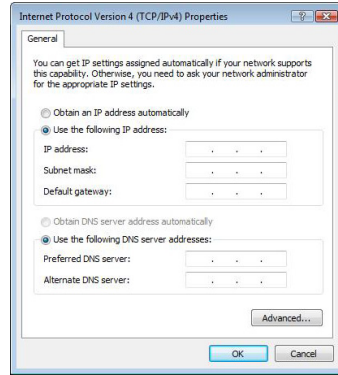 Internet Protocol Version 4 (TCP/IPv4) Properties
General
You can get IP settings assigned automatically if your network supports
this capability. Otherwise, you need to ask your network administrator
for the appropriate IP settings.
Obtain an IP address automatically
Use the following IP address:
IP address:
Subnet mask:
Default gateway:
Obtain DNS server address automatically
Use the following DNS server addresses:
Preferred DNS server:
Alternate DNS server:
Advanced...
OK Cancel